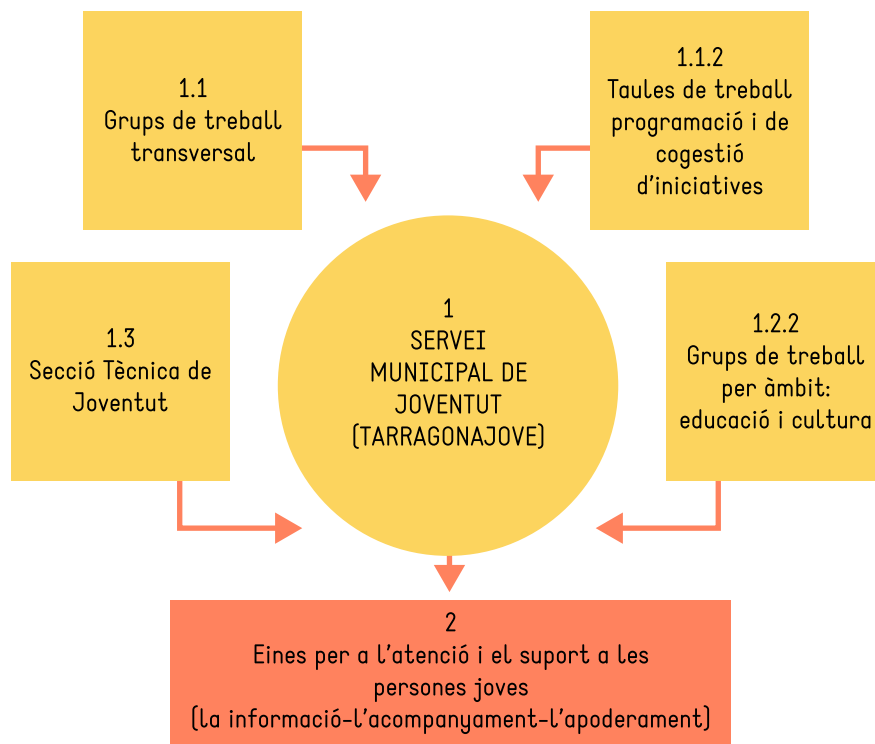 1.1
Grups de treball
transversal
1.1.2
Taules de treball
programació i de
cogestió
d'iniciatives
1.3
Secció Tècnica de
Joventut
1
SERVEI
MUNICIPAL DE
JOVENTUT
(TARRAGONAJOVE)
1.2.2
Grups de treball
per àmbit:
educació i cultura
2
Eines per a l'atenció i el suport a les
persones joves
(la informació-l'acompanyament-l'apoderament)